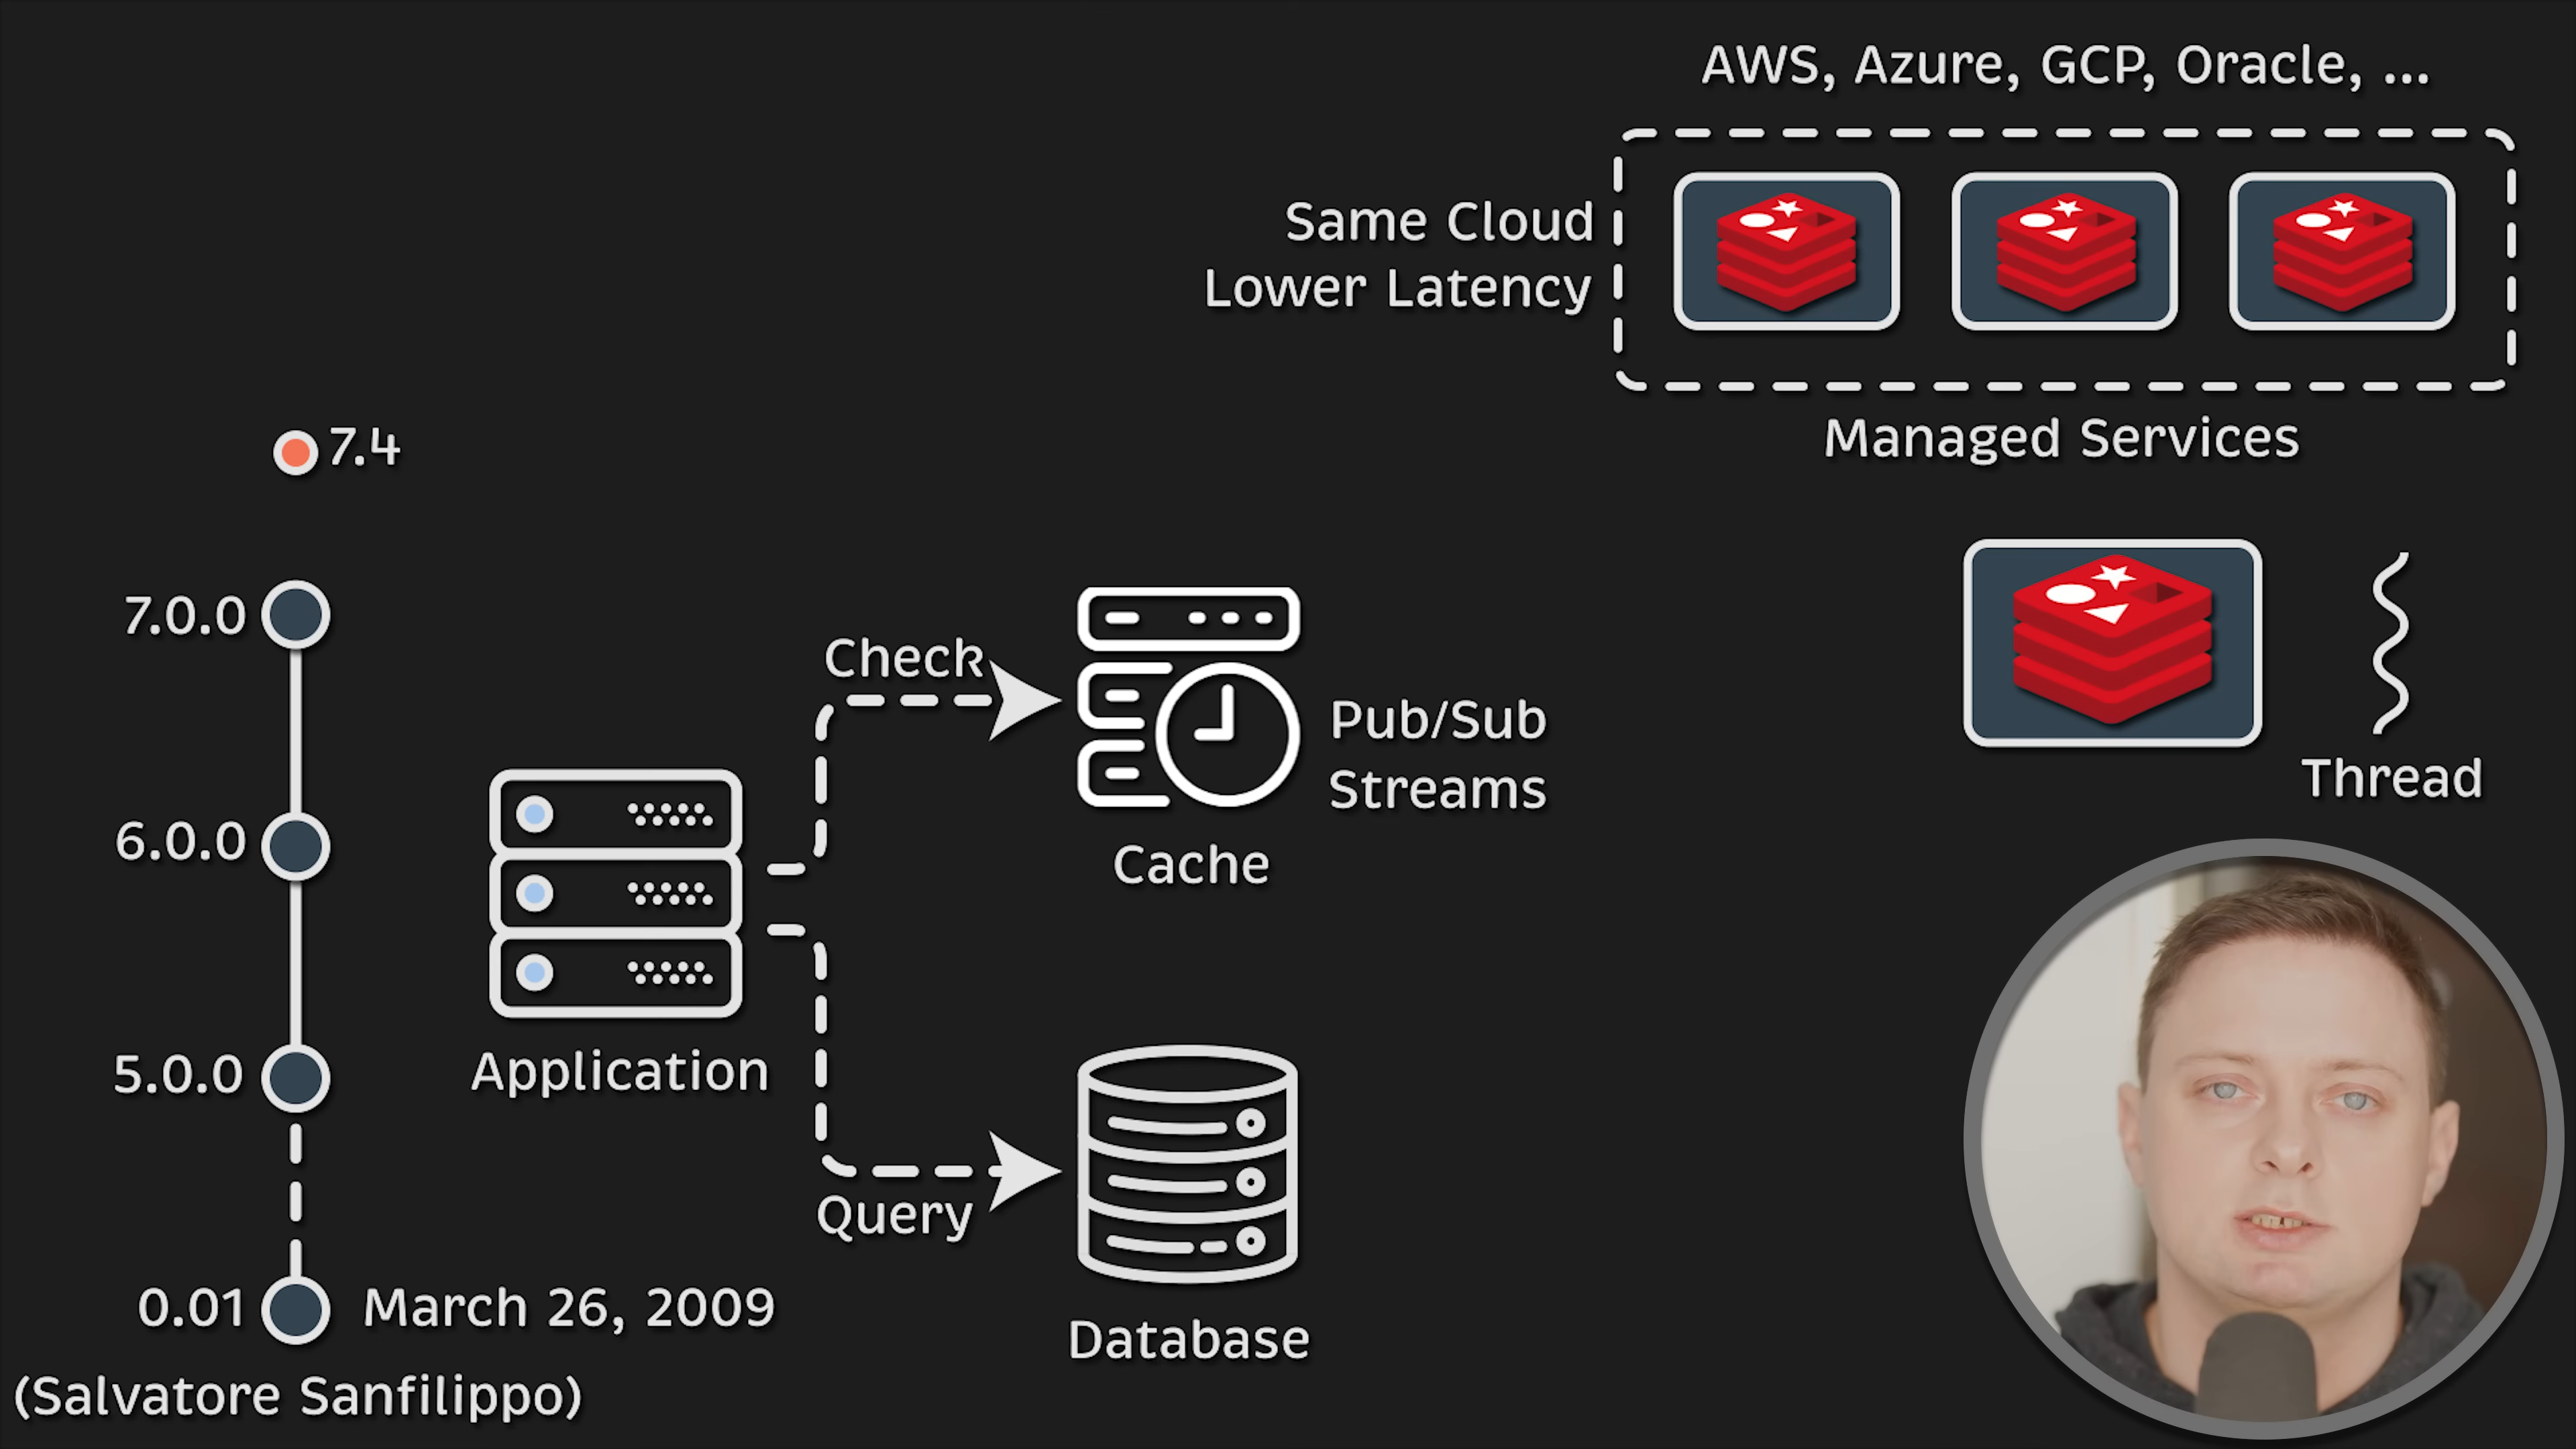 AWS, Azure, GCP, Oracle, ...
Same Cloud
Lower Latency
Managed Services
7.4
7.0.0
6.0.0
5.0.0
0.01
March 26, 2009
(Salvatore Sanfilippo)
Application
Check
Query
Cache
Pub/Sub
Streams
Database
Thread